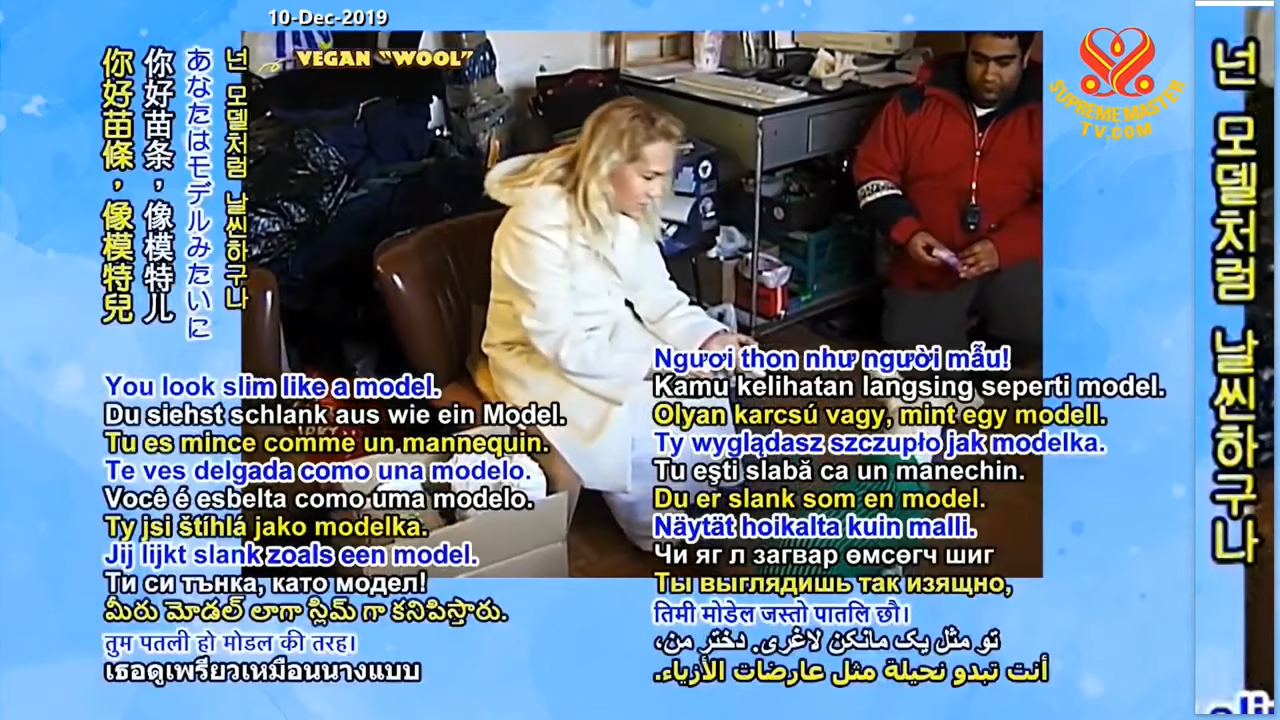 10-Dec-2019
VEGAN “WOOL”
SUPREME MASTER
TV.COM
넌 모델처럼 날씬하구나
あなたはモデルみたいに
你好苗条，像模特儿
你好苗條，像模特兒
You look slim like a model.
Du siehst schlank aus wie ein Model.
Tu es mince comme un mannequin.
Te ves delgada como una modelo.
Você é esbelta como uma modelo.
Ty jsi štíhlá jako modelka.
Jij lijkt slank zoals een model.
Ти си тънка, като модел!
మీరు మోడల్ లాగా స్లిమ్ గా కనిపిస్తారు.
तुम पतली हो मोडल की तरह।
เธอดูเพรียวเหมือนนางแบบ
Ngươi thon như người mẫu!
Kamu kelihatan langsing seperti model.
Olyan karcsú vagy, mint egy modell.
Ty wyglądasz szczupło jak modelka.
Tu eşti slabă ca un manechin.
Du er slank som en model.
Näytät hoikalta kuin malli.
Чи яг л загвар өмсөгч шиг
Ты выглядишь так изящно,
तिमी मोडेल जस्तो पातलि छौ।
تو مثل یک مانکن لاغری. دختر من،
أنت تبدو نحيلة مثل عارضات الأزياء.
넌 모델처럼 날씬하구나